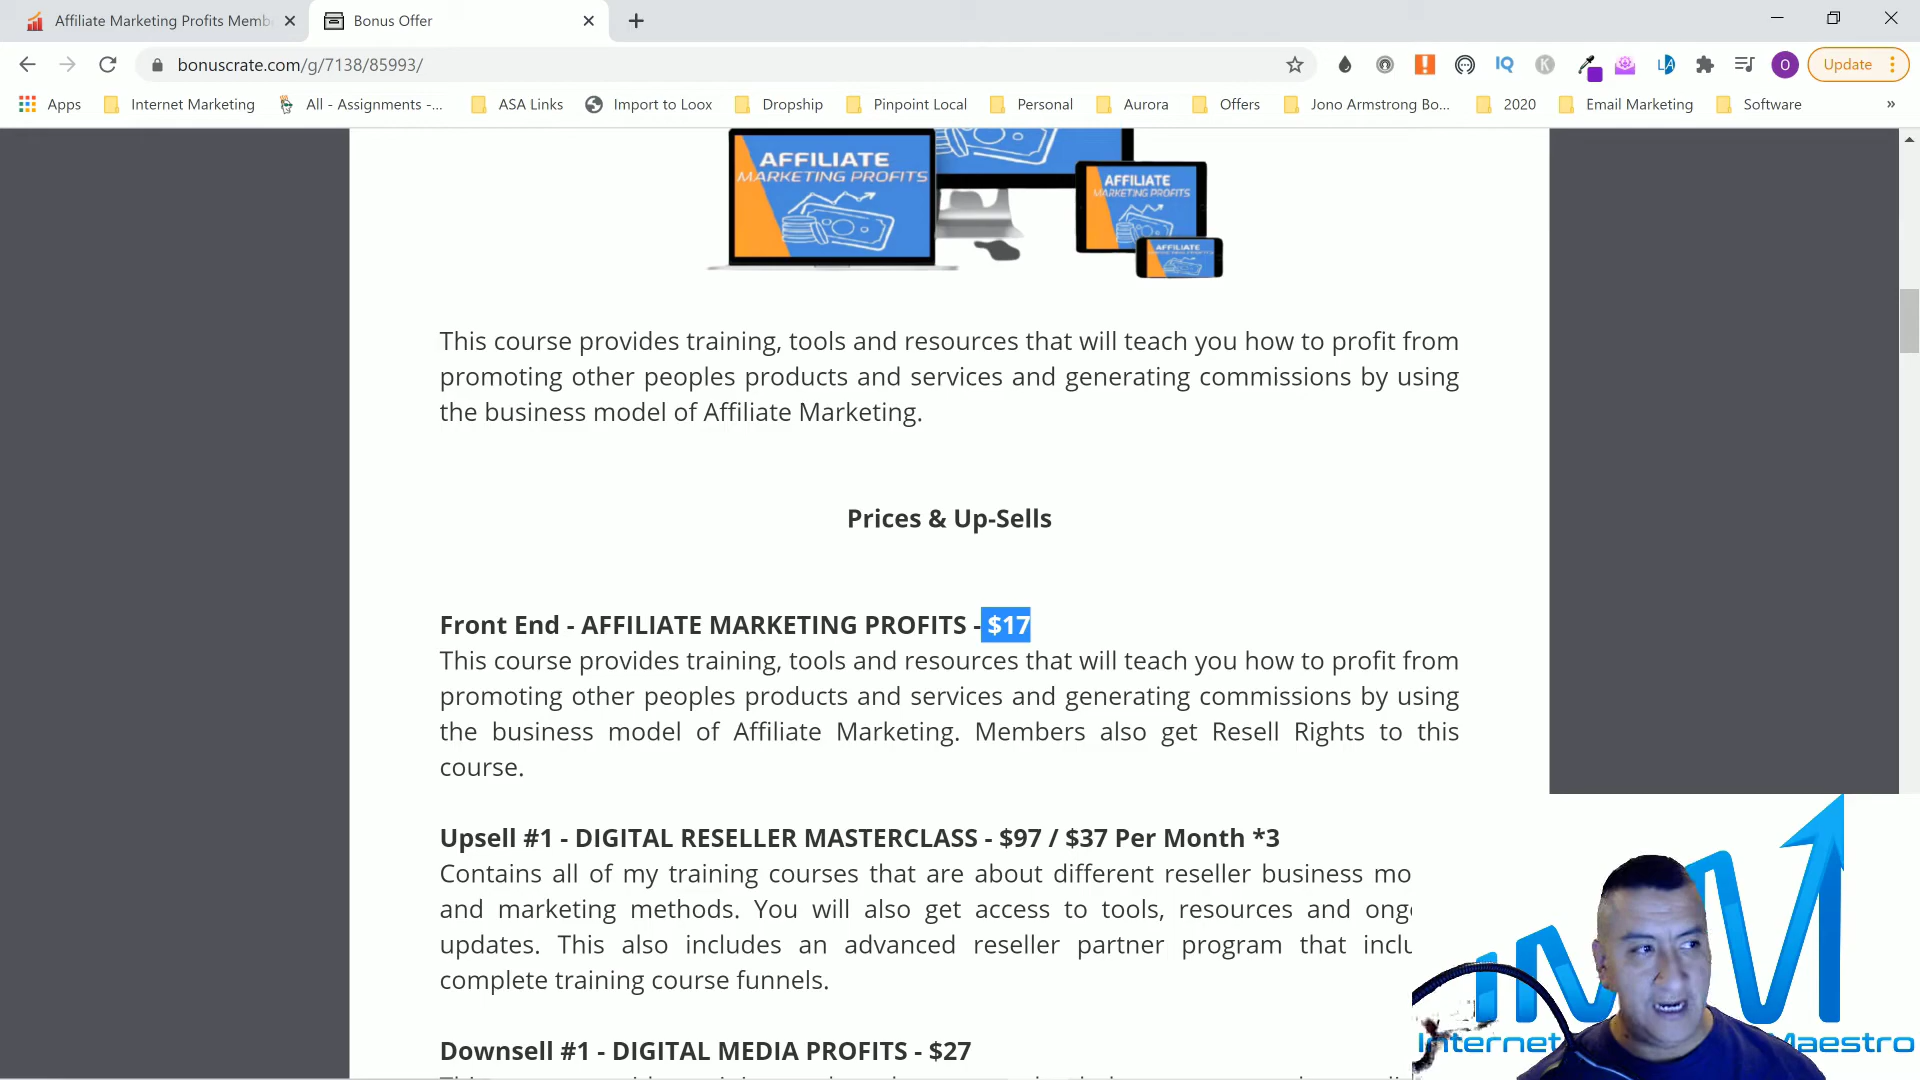 Affiliate Marketing Profits Memb
Bonus Offer
bonuscrate.com/g/7138/85993/
IQ
K
O
Update
Apps
Internet Marketing
All - Assignments -...
ASA Links
Import to Loox
Dropship
Pinpoint Local
Personal
Aurora
Offers
Jono Armstrong Bo...
2020
Email Marketing
Software
»
AFFILIATE
MARKETING PROFITS
AFFILIATE
MARKETING PROFITS
AFFILIATE
MARKETING PROFITS
This course provides training, tools and resources that will teach you how to profit from
promoting other peoples products and services and generating commissions by using
the business model of Affiliate Marketing.
Prices & Up-Sells
Front End - AFFILIATE MARKETING PROFITS - $17
This course provides training, tools and resources that will teach you how to profit from
promoting other peoples products and services and generating commissions by using
the business model of Affiliate Marketing. Members also get Resell Rights to this
course.
Upsell #1 - DIGITAL RESELLER MASTERCLASS - $97 / $37 Per Month *3
Contains all of my training courses that are about different reseller business mo
and marketing methods. You will also get access to tools, resources and ong
updates. This also includes an advanced reseller partner program that inclu
complete training course funnels.
Downsell #1 - DIGITAL MEDIA PROFITS - $27
Internet Maestro